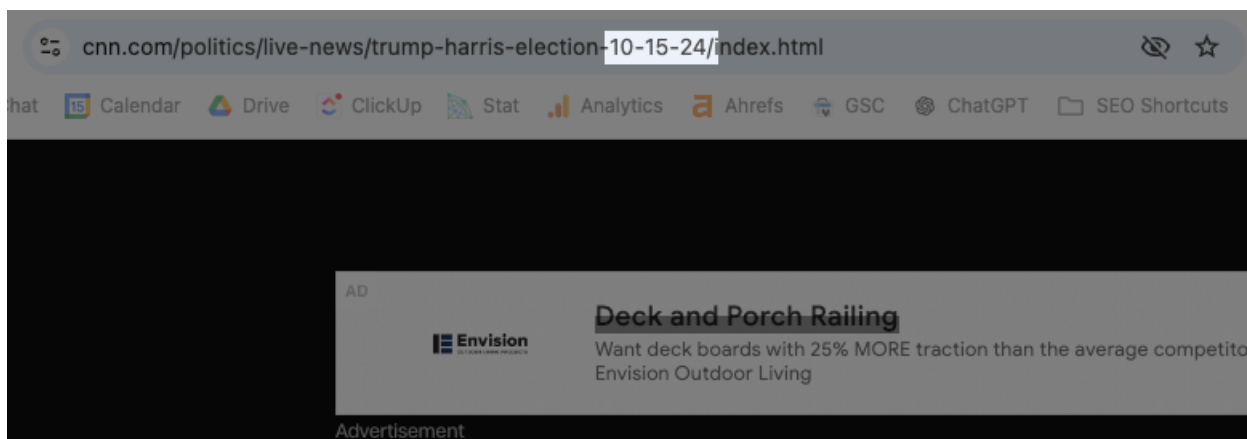 cnn.com/politics/live-news/trump-harris-election-10-15-24/index.html
hat 15 Calendar Drive ClickUp Stat Analytics Ahrefs GSC ChatGPT SEO Shortcuts
AD
Deck and Porch Railing
Envision
Want deck boards with 25% MORE traction than the average competito
Envision Outdoor Living
Advertisement